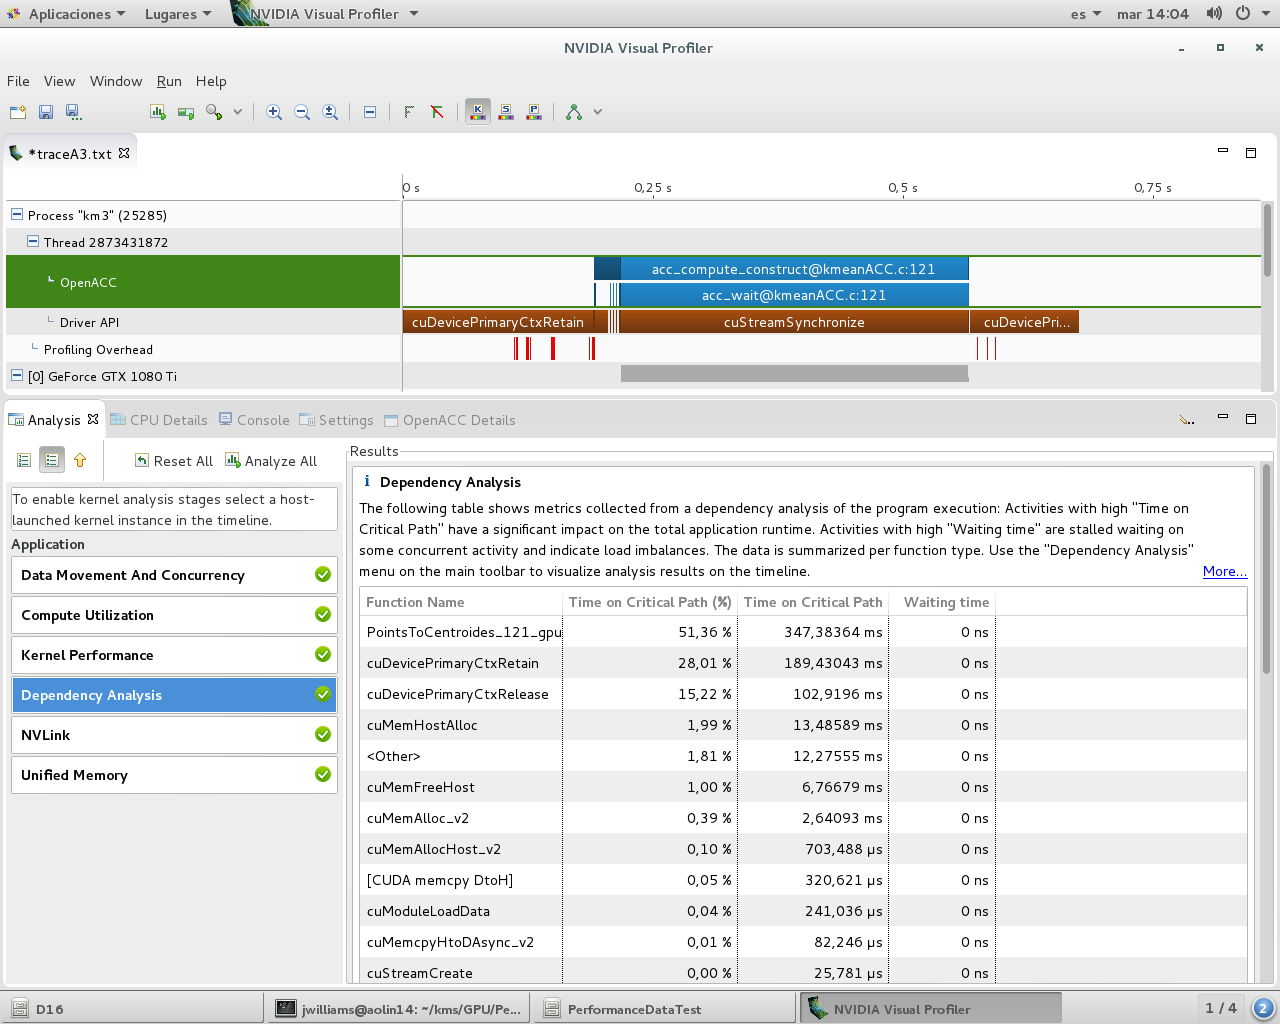 Aplicaciones Lugares NVIDIA Visual Profiler es mar 14:04
NVIDIA Visual Profiler
File View Window Run Help
K S P
*traceA3.txt
0 s 0,25 s 0,5 s 0,75 s
Process "km3" (25285)
Thread 2873431872
OpenACC
acc_compute_construct@kmeanACC.c:121
acc_wait@kmeanACC.c:121
Driver API cuDevicePrimaryCtxRetain cuStreamSynchronize cuDevicePri...
Profiling Overhead
[0] GeForce GTX 1080 Ti
Analysis CPU Details Console Settings OpenACC Details
Reset All Analyze All
To enable kernel analysis stages select a host-
launched kernel instance in the timeline.
Application
Data Movement And Concurrency
Compute Utilization
Kernel Performance
Dependency Analysis
NVLink
Unified Memory
Results
i Dependency Analysis
The following table shows metrics collected from a dependency analysis of the program execution: Activities with high "Time on
Critical Path" have a significant impact on the total application runtime. Activities with high "Waiting time" are stalled waiting on
some concurrent activity and indicate load imbalances. The data is summarized per function type. Use the "Dependency Analysis"
menu on the main toolbar to visualize analysis results on the timeline. More...
Function Name Time on Critical Path (%) Time on Critical Path Waiting time
PointsToCentroides_121_gpu 51,36 % 347,38364 ms 0 ns
cuDevicePrimaryCtxRetain 28,01 % 189,43043 ms 0 ns
cuDevicePrimaryCtxRelease 15,22 % 102,9196 ms 0 ns
cuMemHostAlloc 1,99 % 13,48589 ms 0 ns
<Other> 1,81 % 12,27555 ms 0 ns
cuMemFreeHost 1,00 % 6,76679 ms 0 ns
cuMemAlloc_v2 0,39 % 2,64093 ms 0 ns
cuMemAllocHost_v2 0,10 % 703,488 µs 0 ns
[CUDA memcpy DtoH] 0,05 % 320,621 µs 0 ns
cuModuleLoadData 0,04 % 241,036 µs 0 ns
cuMemcpyHtoDAsync_v2 0,01 % 82,246 µs 0 ns
cuStreamCreate 0,00 % 25,781 µs 0 ns
D16 jwilliams@aolin14: ~/kms/GPU/Pe... PerformanceDataTest NVIDIA Visual Profiler 1 / 4 2